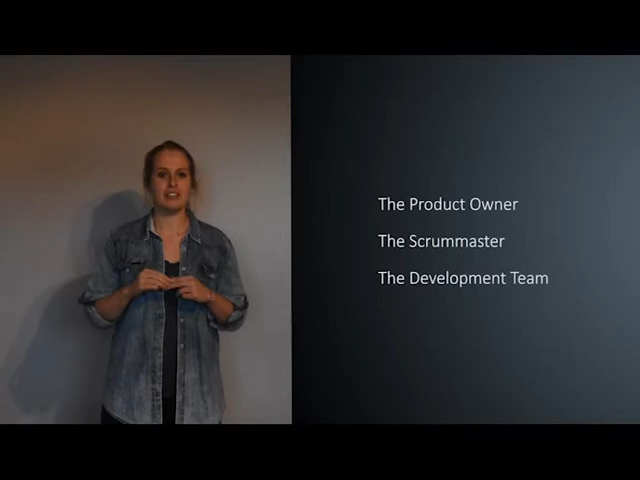 The Product Owner
The Scrummaster
The Development Team